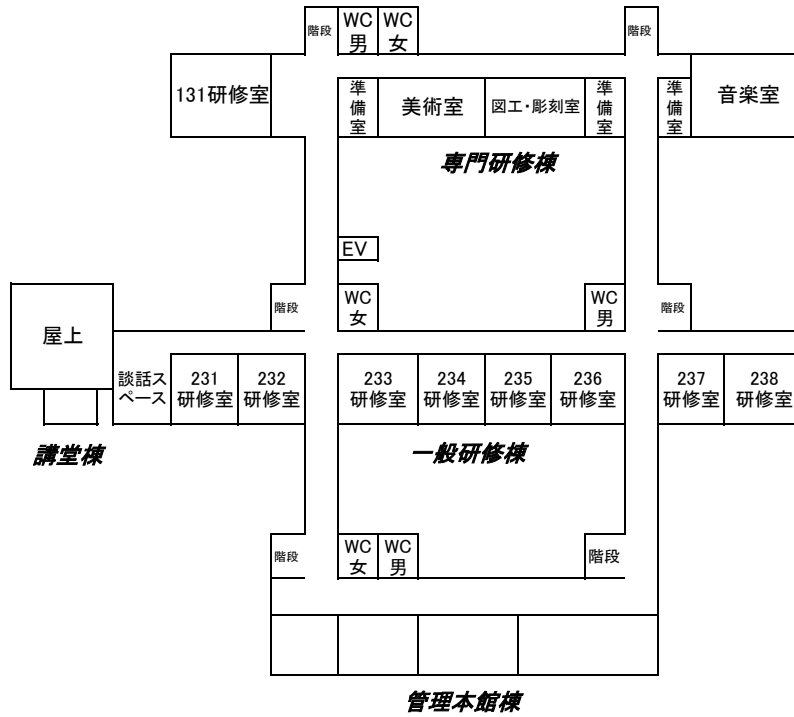 階段
WC
男
WC
女
階段
131研修室
準
備
室
美術室
図工・彫刻室
準
備
室
準
備
室
音楽室
専門研修棟
EV
階段
WC
女
WC
男
階段
屋上
談話ス
ペース
231
研修室
232
研修室
233
研修室
234
研修室
235
研修室
236
研修室
237
研修室
238
研修室
講堂棟
一般研修棟
階段
WC
女
WC
男
階段
管理本館棟